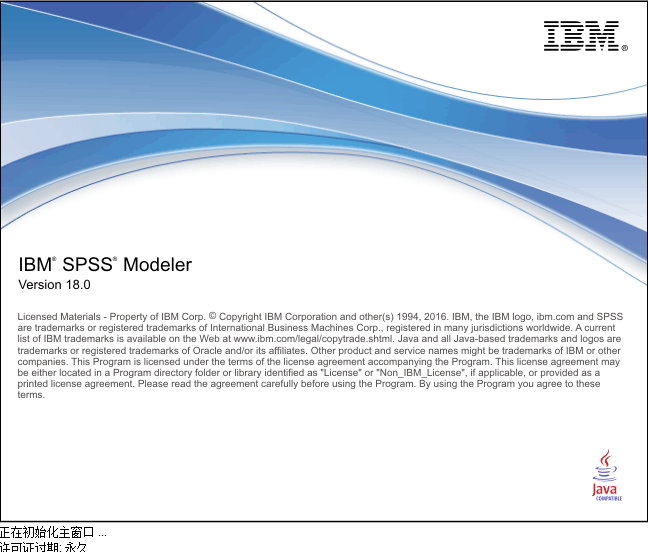 IBM®
IBM® SPSS® Modeler
Version 18.0
Licensed Materials - Property of IBM Corp. © Copyright IBM Corporation and other(s) 1994, 2016. IBM, the IBM logo, ibm.com and SPSS
are trademarks or registered trademarks of International Business Machines Corp., registered in many jurisdictions worldwide. A current
list of IBM trademarks is available on the Web at www.ibm.com/legal/copytrade.shtml. Java and all Java-based trademarks and logos are
trademarks or registered trademarks of Oracle and/or its affiliates. Other product and service names might be trademarks of IBM or other
companies. This Program is licensed under the terms of the license agreement accompanying the Program. This license agreement may
be either located in a Program directory folder or library identified as "License" or "Non_IBM_License", if applicable, or provided as a
printed license agreement. Please read the agreement carefully before using the Program. By using the Program you agree to these
terms.
Java
COMPATIBLE
正在初始化主窗口 ...
许可证过期: 永久